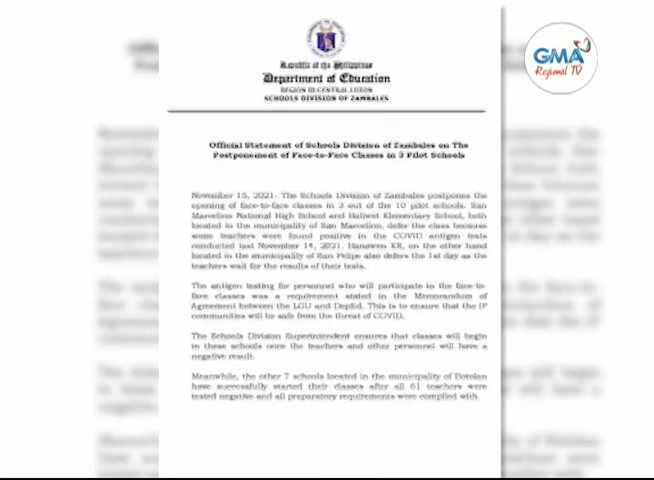 GMA
Regional TV
Republic of the Philippines
Department of Education
REGION III-CENTRAL LUZON
SCHOOLS DIVISION OF ZAMBALES
Official Statement of Schools Division of Zambales on The
Postponement of Face-to-Face Classes in 3 Pilot Schools
November 15, 2021- The Schools Division of Zambales postpones the
opening of face-to-face classes in 3 out of the 10 pilot schools. San
Marcelino National High School and Baliwet Elementary School, both
located in the municipality of San Marcelino, defer the class because
some teachers were found positive in the COVID antigen tests
conducted last November 14, 2021. ES, on the other hand
located in the municipality of San Felipe also defers the 1st day as the
teachers wait for the results of their tests.
The antigen testing for personnel who will participate in the face-to-
face classes was a requirement stated in the Memorandum of
Agreement between the LGU and DepEd. This is to ensure that the IP
communities will be safe from the threat of COVID.
The Schools Division Superintendent ensures that classes will begin
in these schools once the teachers and other personnel will have a
negative result.
Meanwhile, the other 7 schools located in the municipality of Botolan
have successfully started their classes after all 61 teachers were
tested negative and all preparatory requirements were complied with.